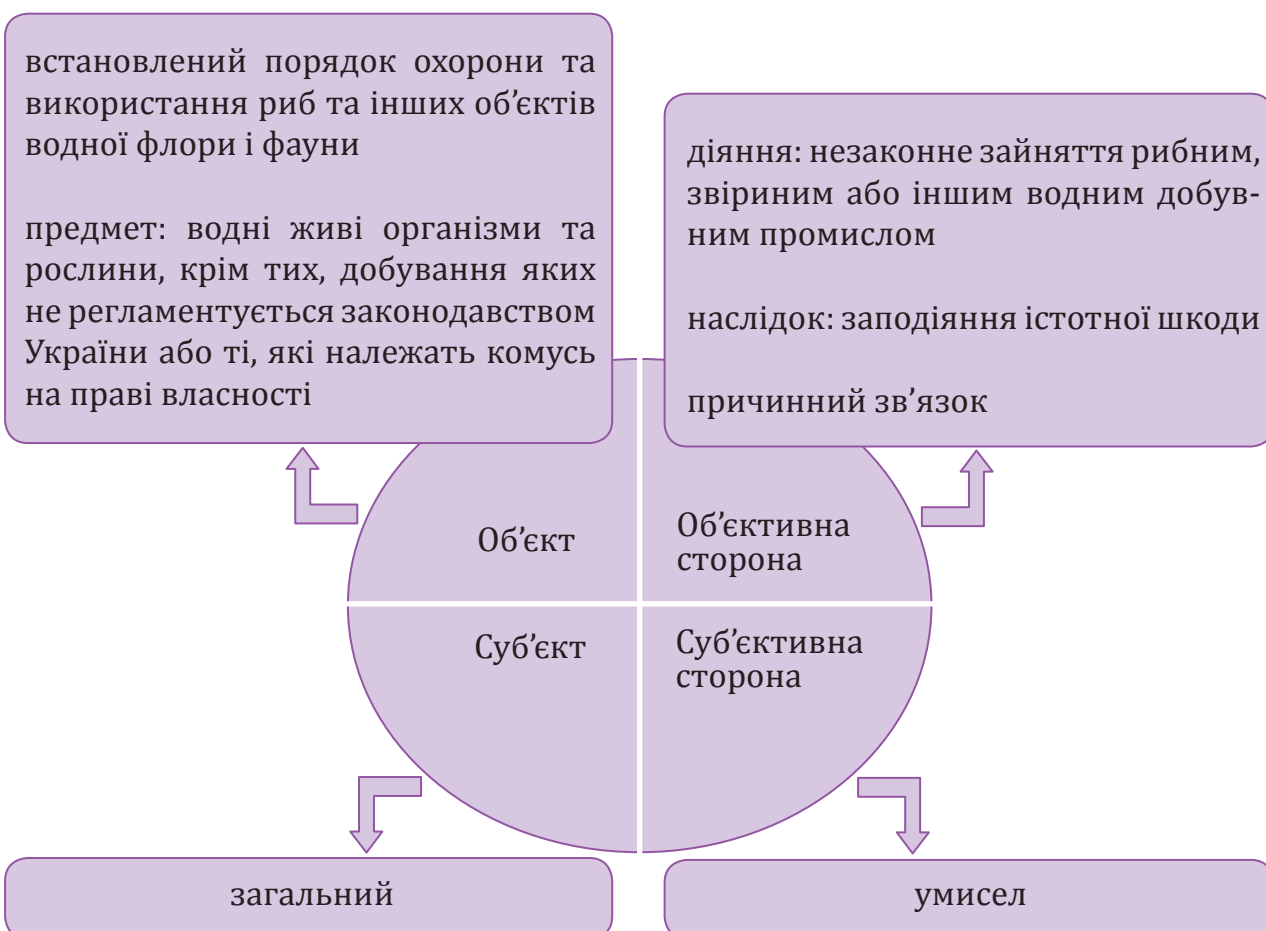 встановлений порядок охорони та
використання риб та інших об’єктів
водної флори і фауни
предмет: водні живі організми та
рослини, крім тих, добування яких
не регламентується законодавством
України або ті, які належать комусь
на праві власності
діяння: незаконне зайняття рибним,
звіриним або іншим водним добув-
ним промислом
наслідок: заподіяння істотної шкоди
причинний зв’язок
Об’єкт
Об’єктивна
сторона
Суб’єкт
Суб’єктивна
сторона
загальний
умисел